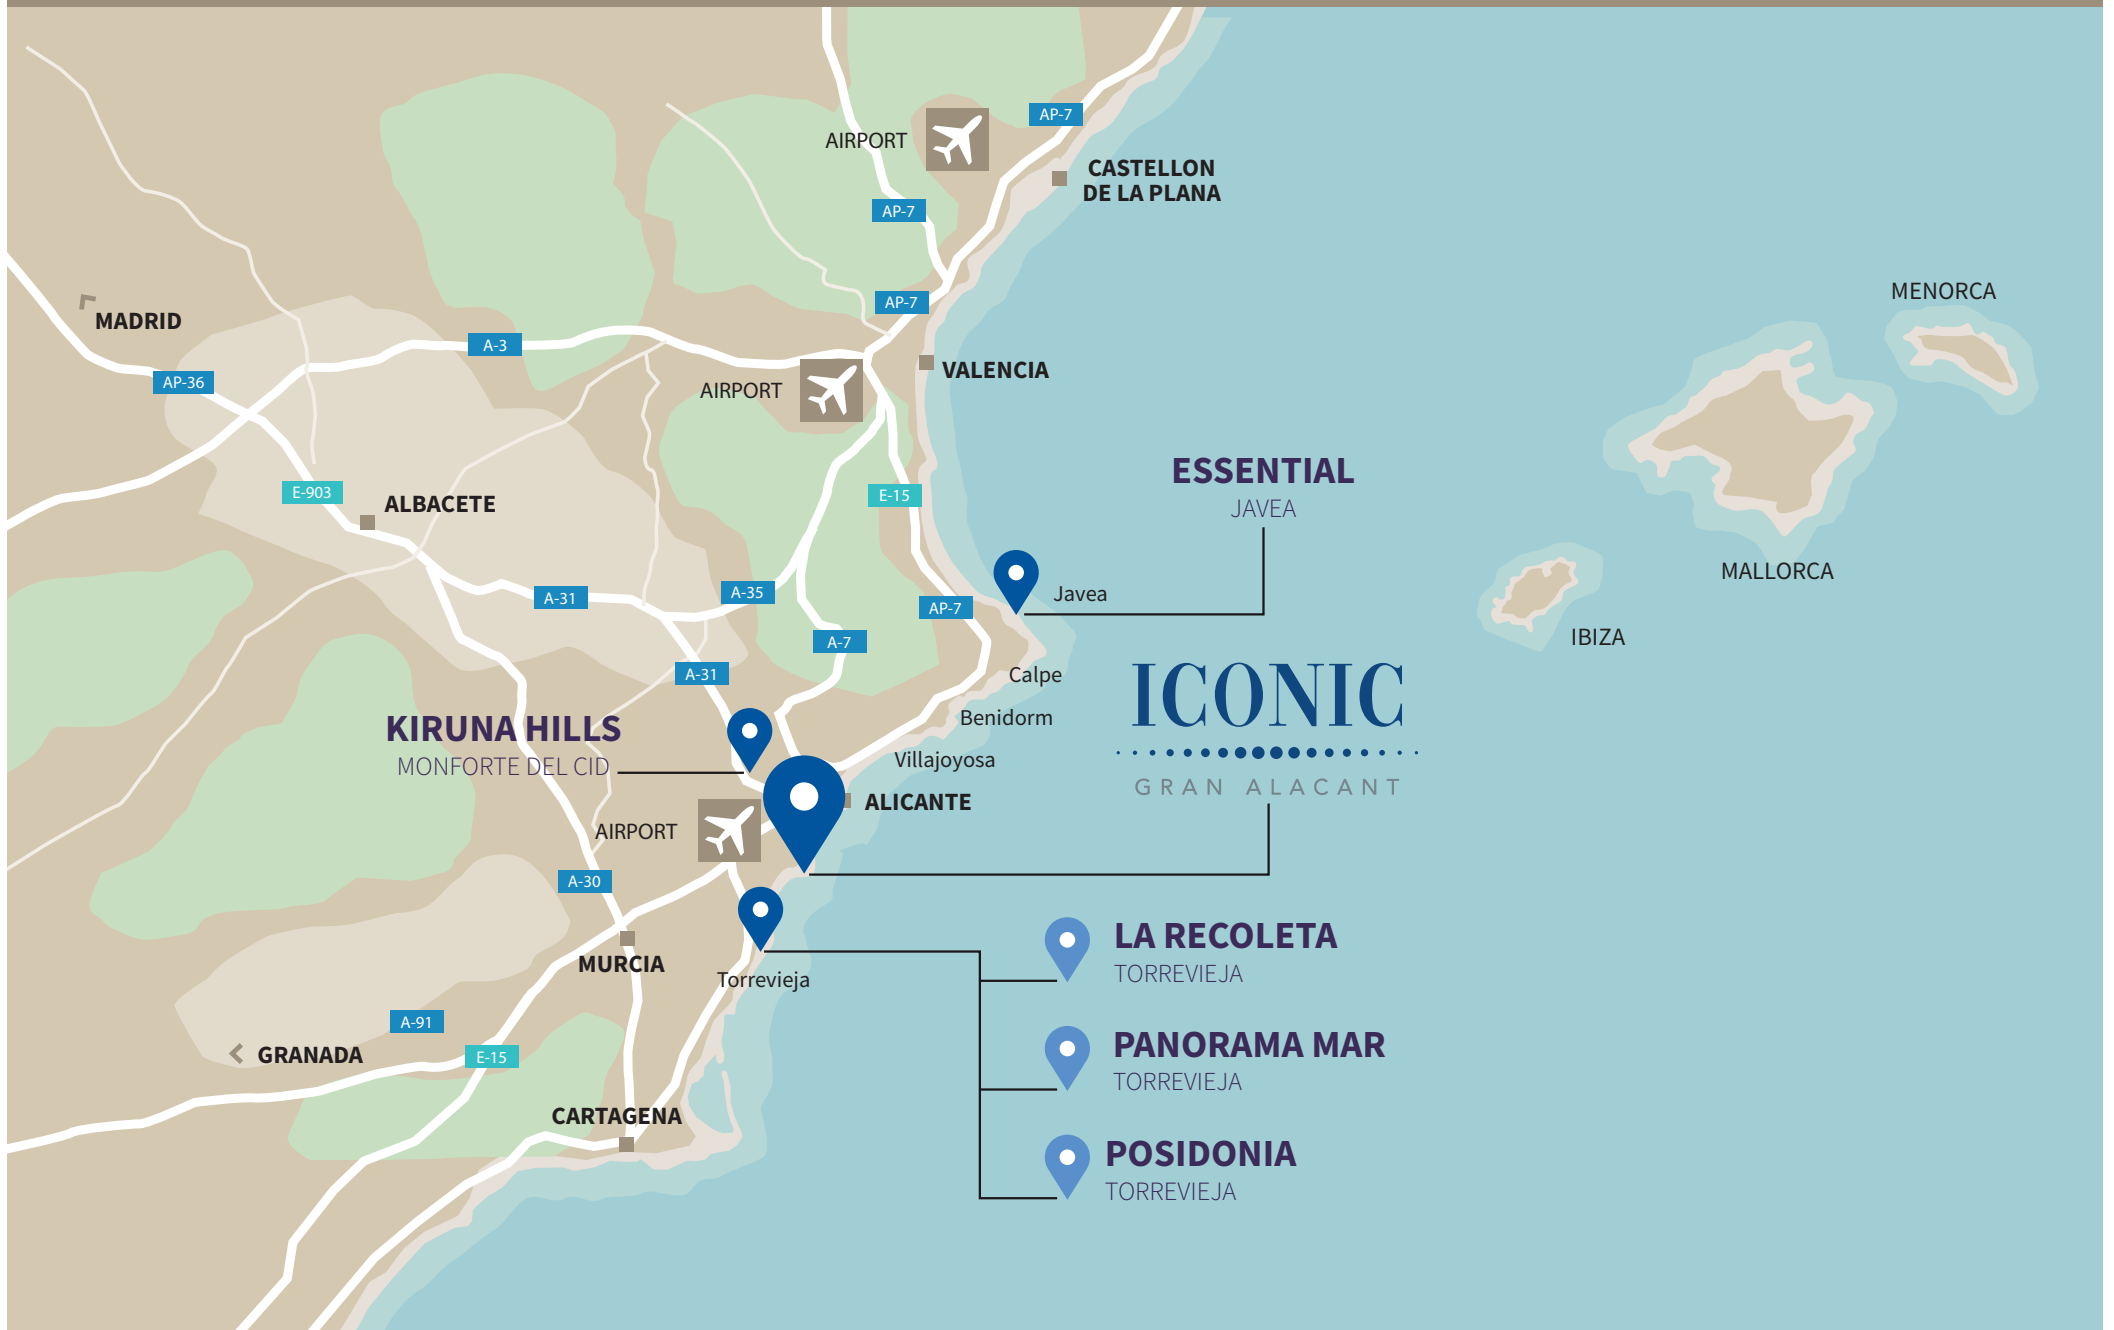 AP-7
AIRPORT
CASTELLON
DE LA PLANA
AP-7
MENORCA
AP-7
MADRID
A-3
VALENCIA
AP-36
AIRPORT
ESSENTIAL
JAVEA
E-903
E-15
ALBACETE
MALLORCA
A-31
A-35
Javea
AP-7
IBIZA
A-7
A-31
Calpe
ICONIC
GRAN ALACANT
Benidorm
KIRUNA HILLS
MONFORTE DEL CID
Villajoyosa
ALICANTE
AIRPORT
A-30
LA RECOLETA
TORREVIEJA
MURCIA
Torrevieja
A-91
PANORAMA MAR
TORREVIEJA
GRANADA
E-15
CARTAGENA
POSIDONIA
TORREVIEJA